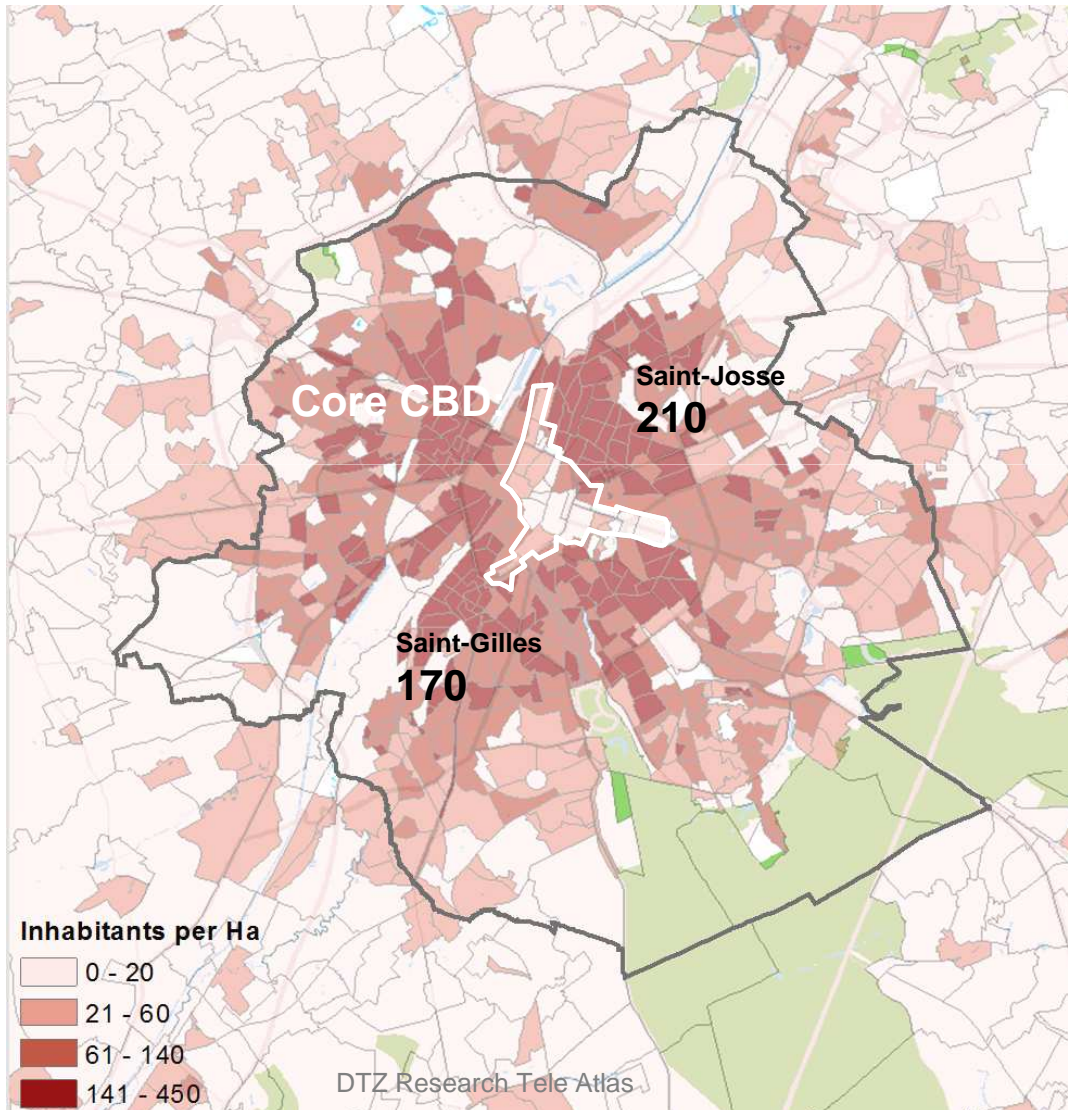 Saint-Josse
210
Core CBD:
Saint-Gilles
170
Inhabitants per Ha
0 - 20
21 - 60
61 - 140
141 - 450
DTZ Research Tele Atlas